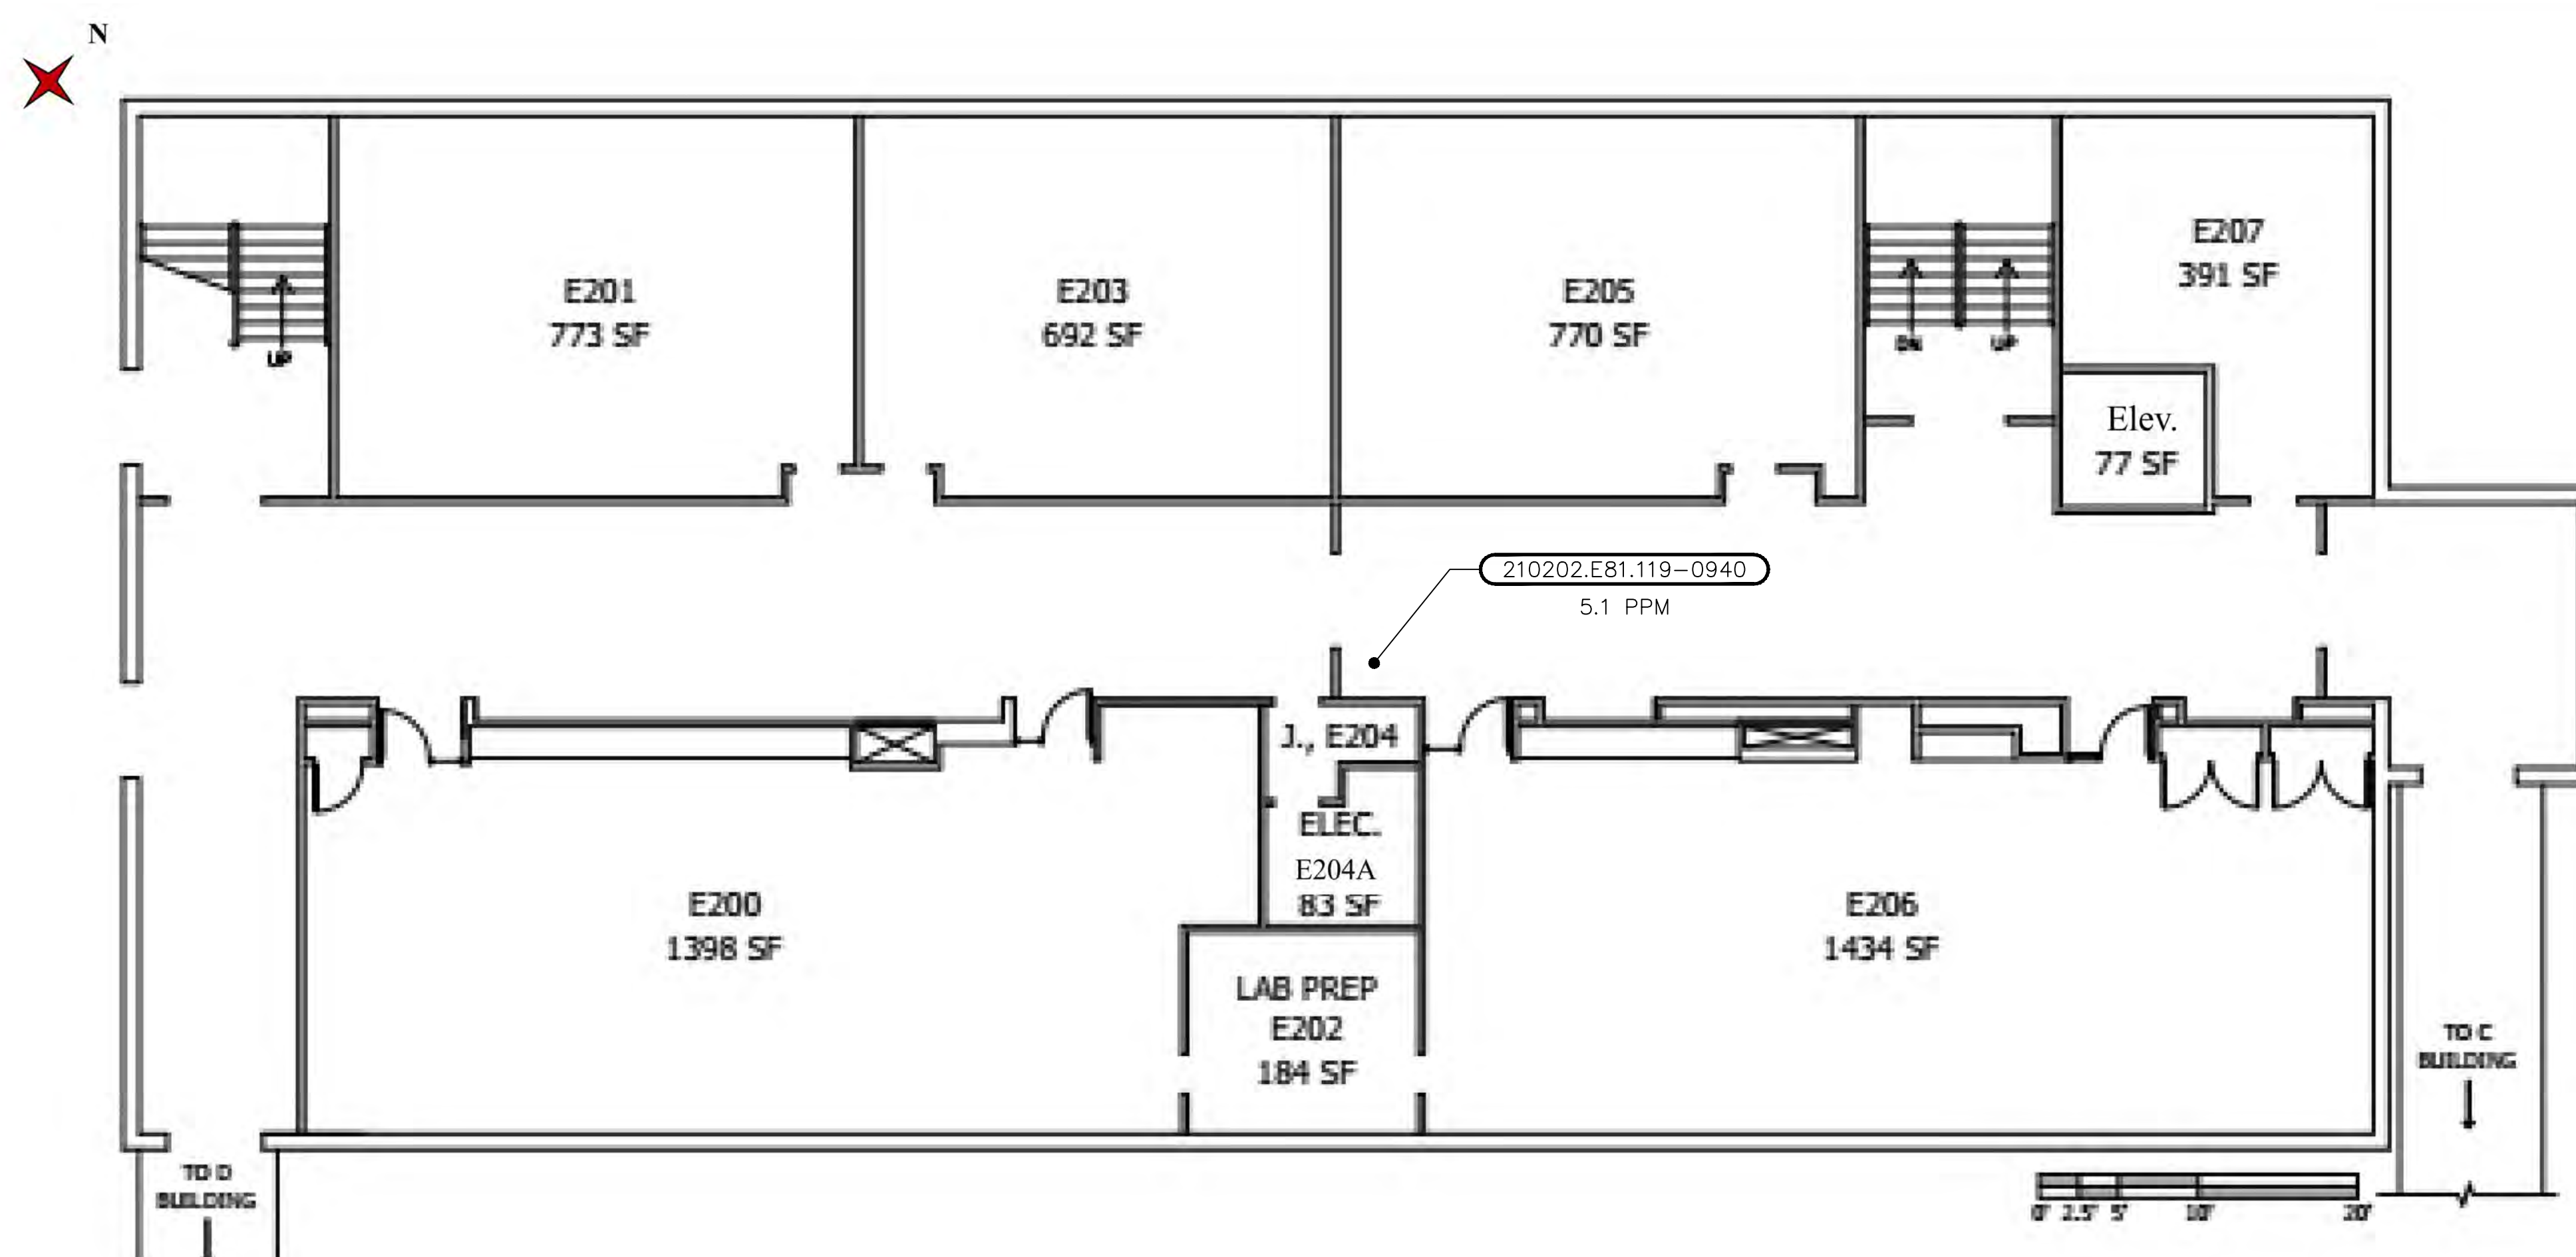 N
E201
773 SF
E203
692 SF
E205
770 SF
E207
391 SF
UP
DN
UP
Elev.
77 SF
210202.E81.119-0940
5.1 PPM
J., E204
ELEC.
E204A
83 SF
E200
1398 SF
E206
1434 SF
LAB PREP
E202
184 SF
TO C
BUILDING
TO D
BUILDING
0' 2.5' 5' 10' 20'